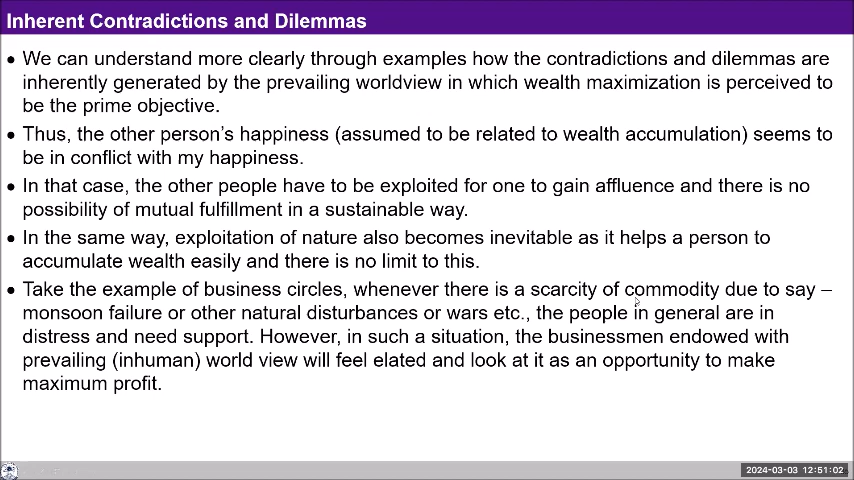 Inherent Contradictions and Dilemmas
• We can understand more clearly through examples how the contradictions and dilemmas are
inherently generated by the prevailing worldview in which wealth maximization is perceived to
be the prime objective.
• Thus, the other person's happiness (assumed to be related to wealth accumulation) seems to
be in conflict with my happiness.
• In that case, the other people have to be exploited for one to gain affluence and there is no
possibility of mutual fulfillment in a sustainable way.
• In the same way, exploitation of nature also becomes inevitable as it helps a person to
accumulate wealth easily and there is no limit to this.
• Take the example of business circles, whenever there is a scarcity of commodity due to say –
monsoon failure or other natural disturbances or wars etc., the people in general are in
distress and need support. However, in such a situation, the businessmen endowed with
prevailing (inhuman) world view will feel elated and look at it as an opportunity to make
maximum profit.
2024-03-03 12:51:02